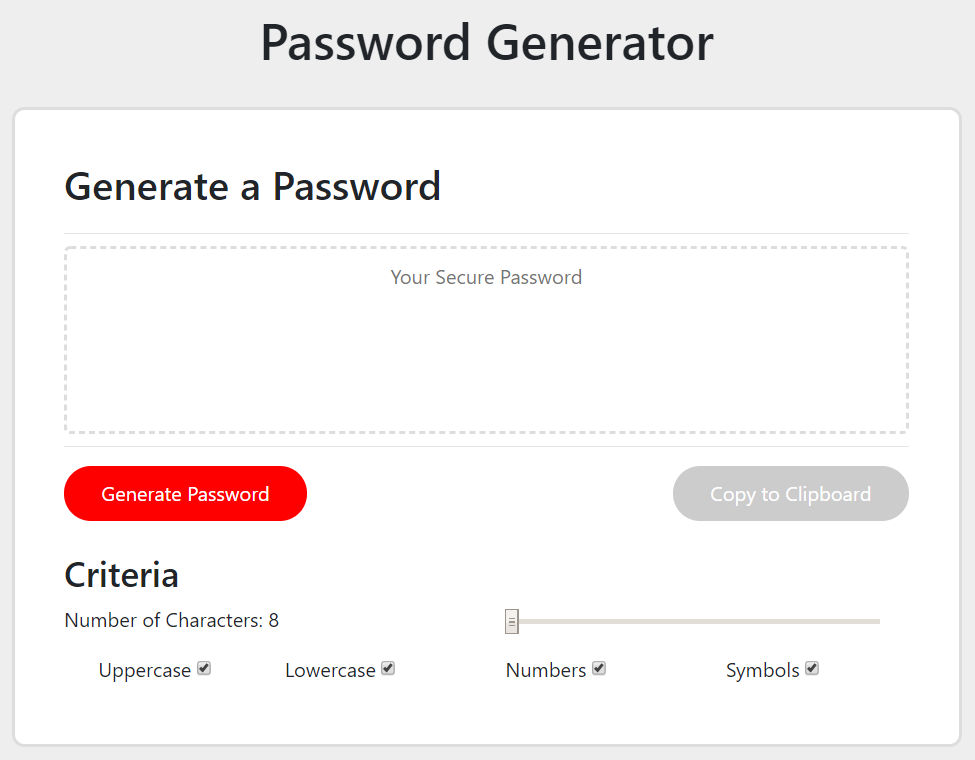 Password Generator
Generate a Password
Your Secure Password
Generate Password Copy to Clipboard
Criteria
Number of Characters: 8
Uppercase Lowercase Numbers Symbols